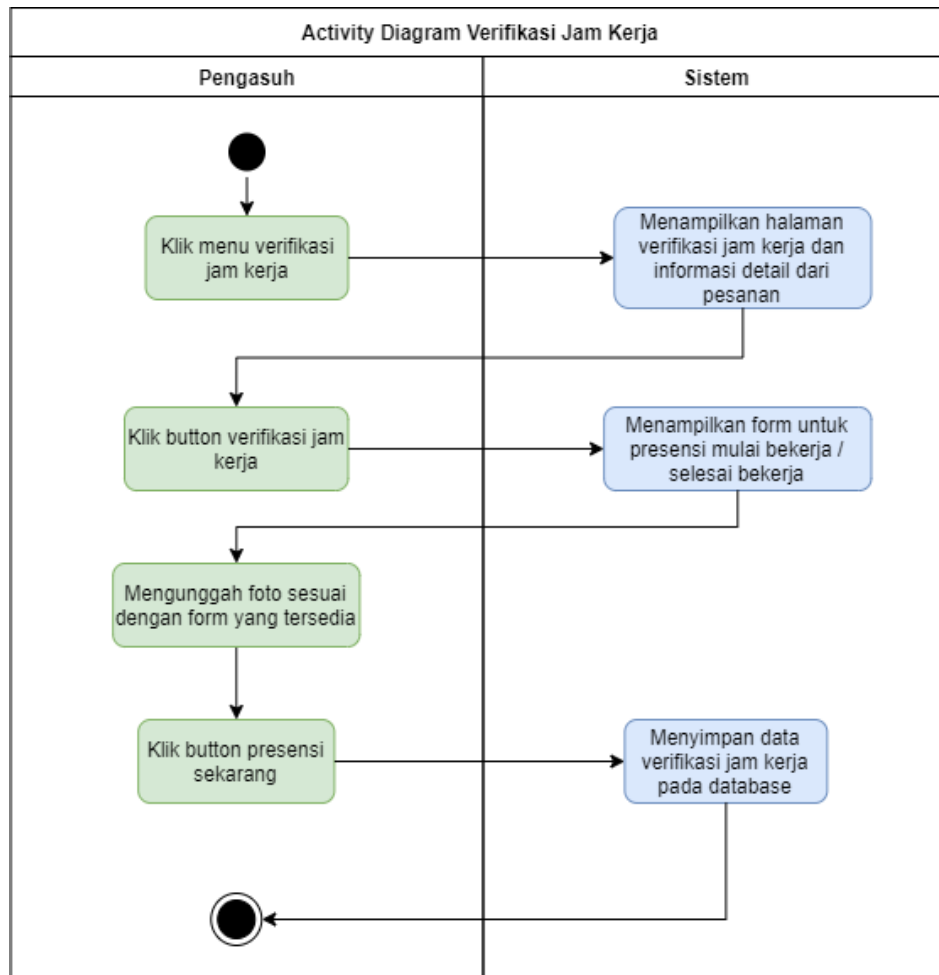 Activity Diagram Verifikasi Jam Kerja
Pengasuh
Sistem
Klik menu verifikasi
jam kerja
Menampilkan halaman
verifikasi jam kerja dan
informasi detail dari
pesanan
Klik button verifikasi jam
kerja
Menampilkan form untuk
presensi mulai bekerja /
selesai bekerja
Mengunggah foto sesuai
dengan form yang tersedia
Klik button presensi
sekarang
Menyimpan data
verifikasi jam kerja
pada database